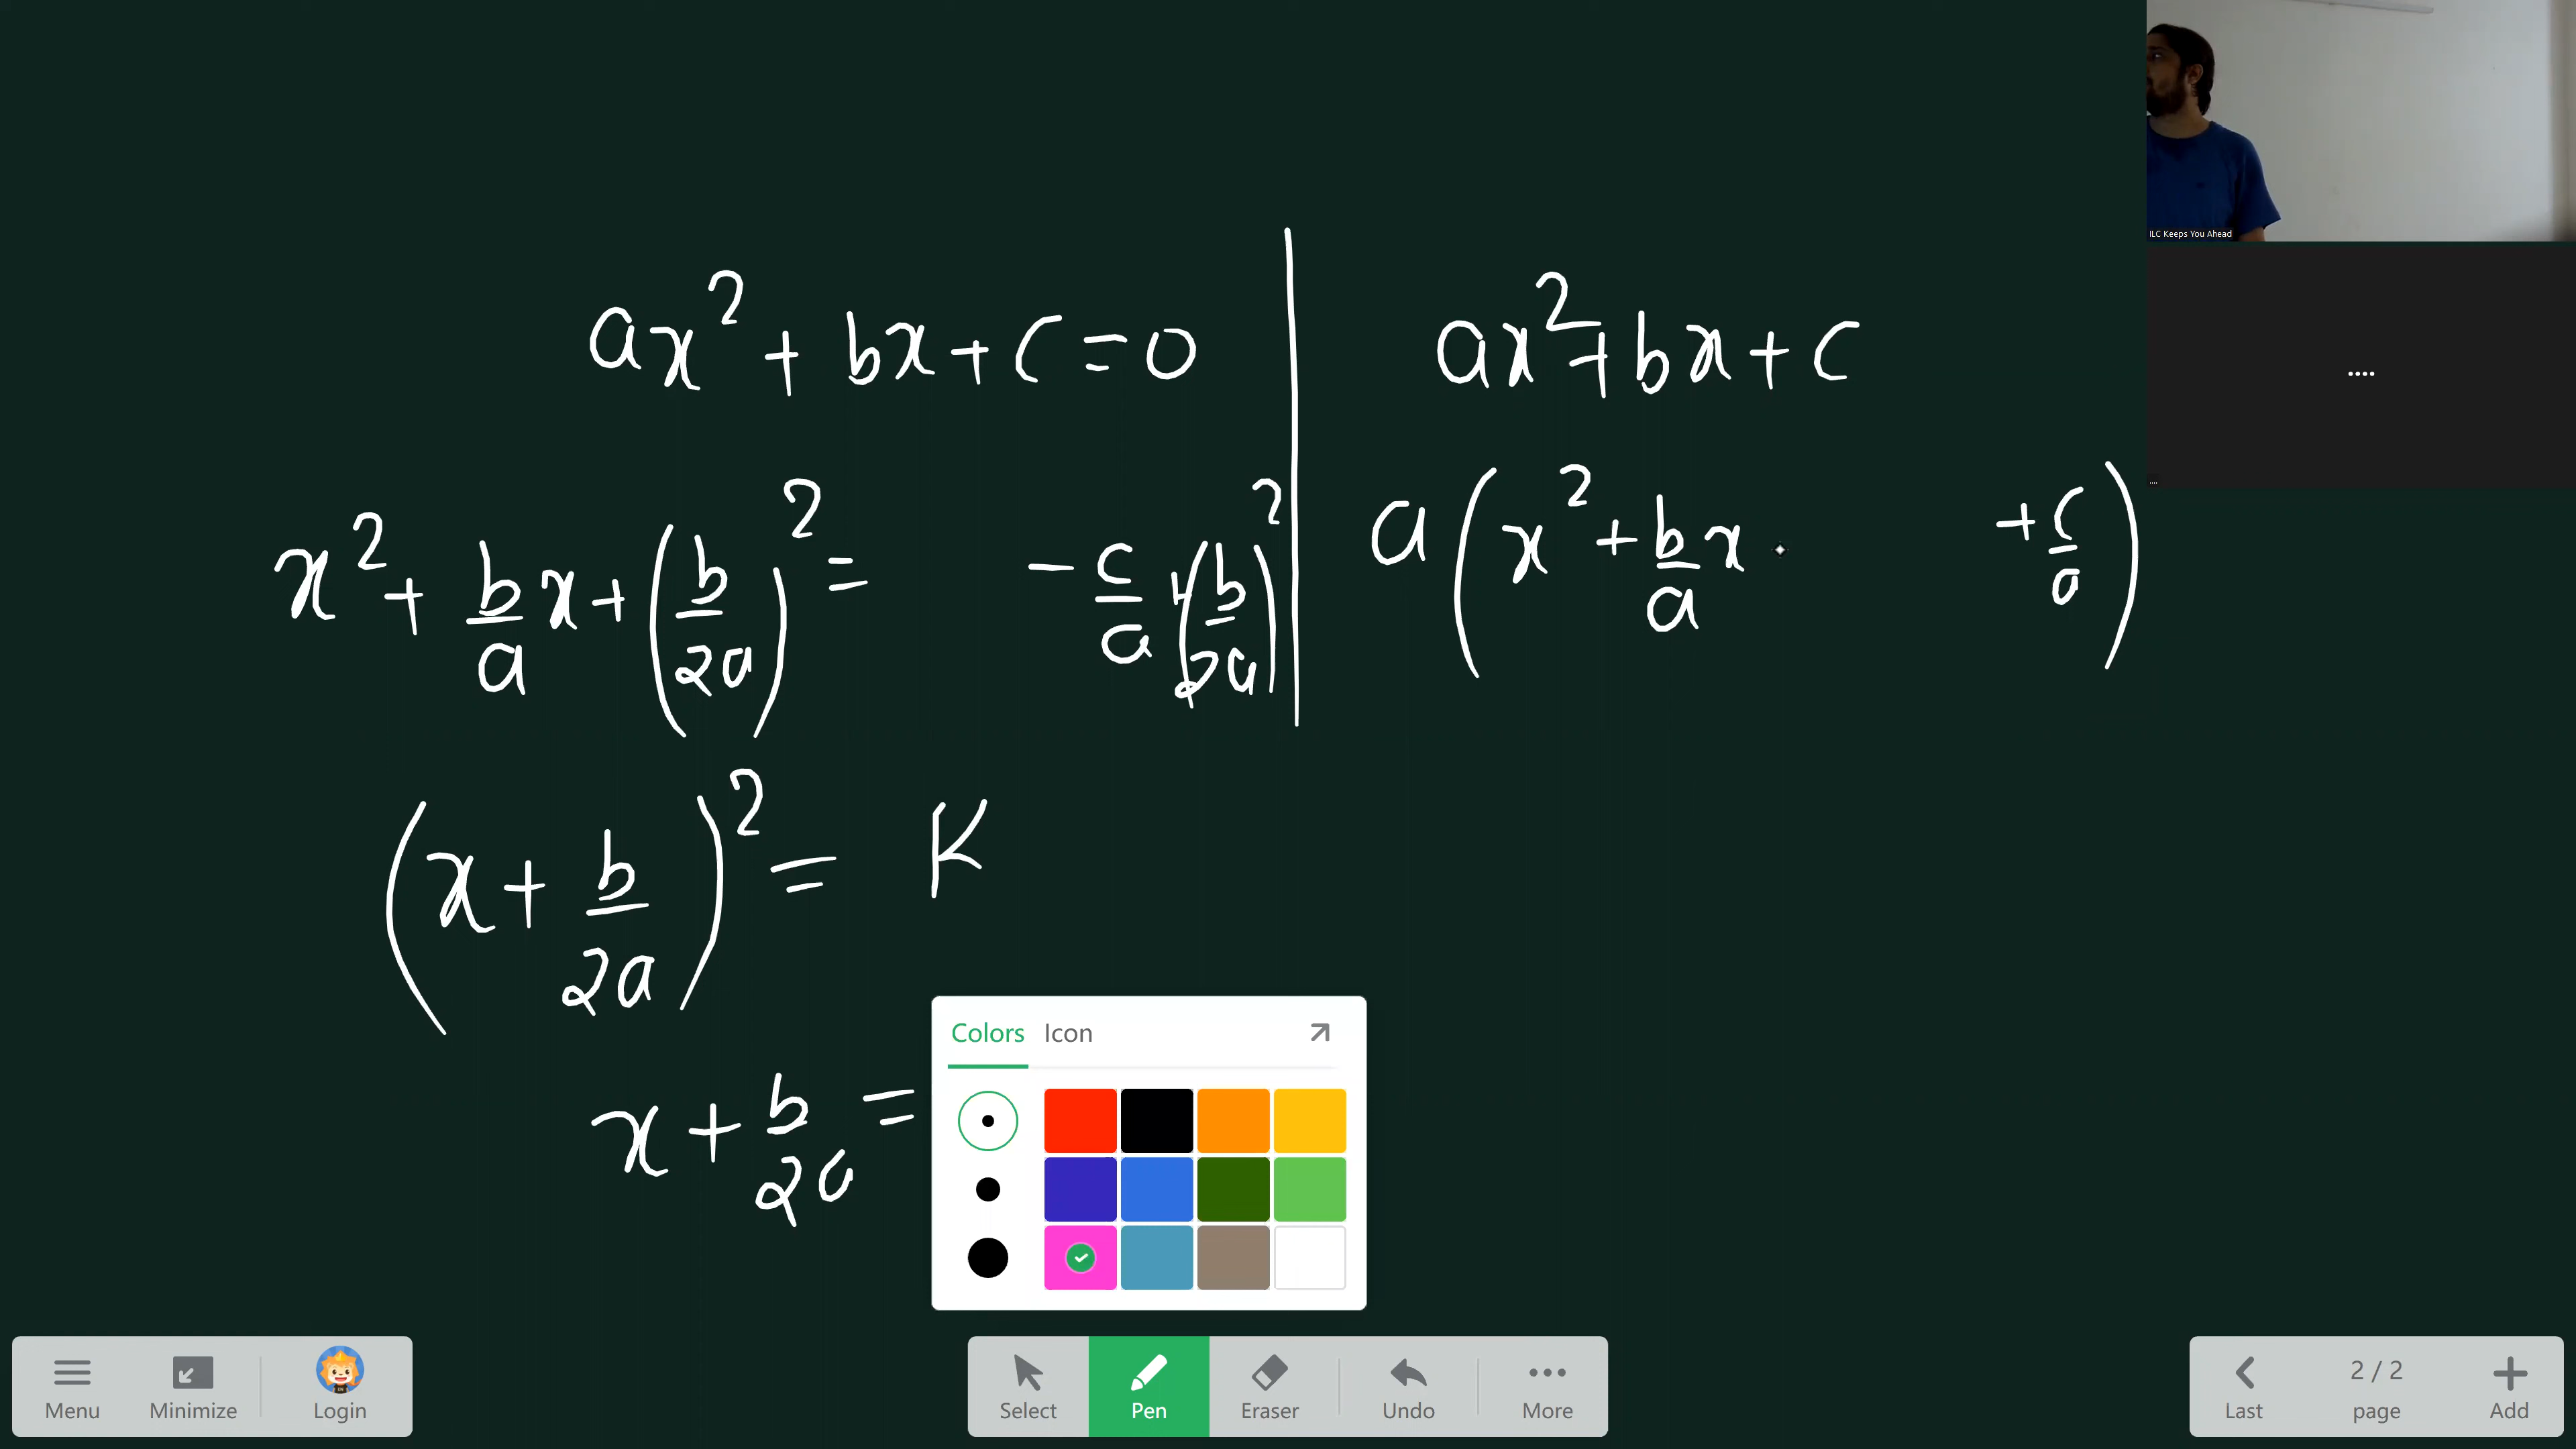 ILC Keeps You Ahead
....
....
ax² + bx + c = 0
x² + b/a x + (b/2a)² = - c/a + (b/2a)²
(x + b/2a)² = K
x + b/2a =
ax² + bx + c
a(x² + b/a x + c/a)
Colors Icon
Menu Minimize Login
Select Pen Eraser Undo More
Last 2 / 2 page Add